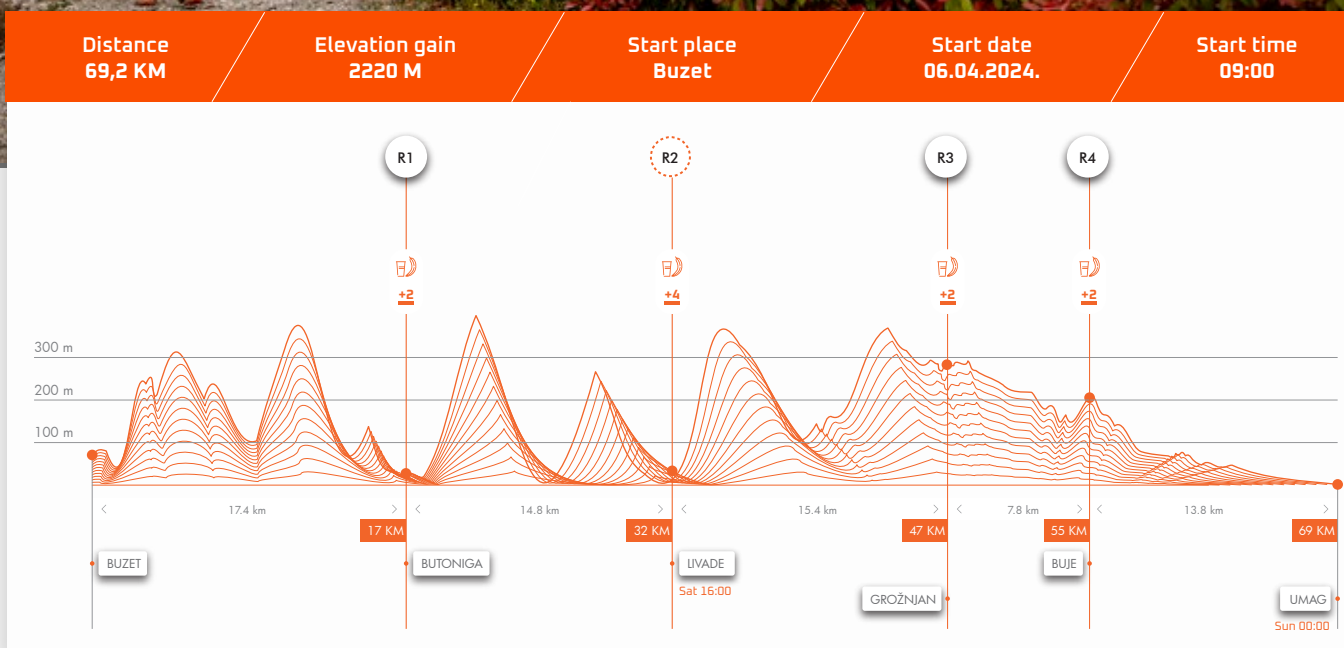 Distance
69,2 KM
Elevation gain
2220 M
Start place
Buzet
Start date
06.04.2024.
Start time
09:00
R1
R2
R3
R4
+2
+4
+2
+2
300 m
200 m
100 m
17.4 km
14.8 km
15.4 km
7.8 km
13.8 km
17 KM
32 KM
47 KM
55 KM
69 KM
BUZET
BUTONIGA
LIVADE
BUJE
Sat 16:00
GROŽNJAN
UMAG
Sun 00:00